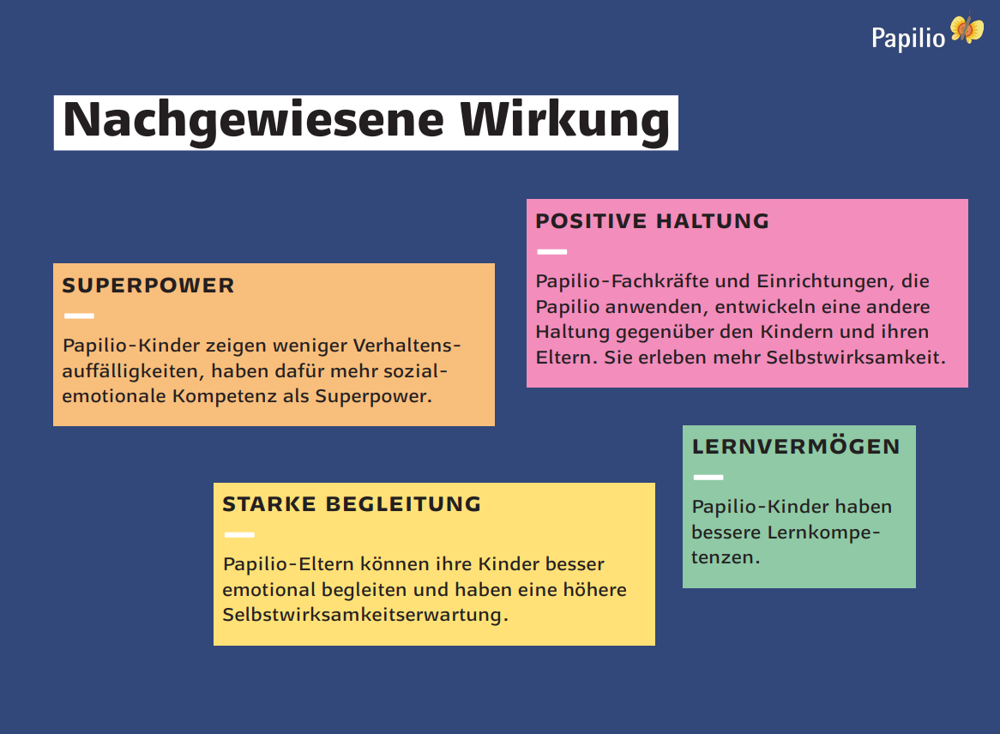 Papilio
Nachgewiesene Wirkung
SUPERPOWER
Papilio-Kinder zeigen weniger Verhaltens-
auffälligkeiten, haben dafür mehr sozial-
emotionale Kompetenz als Superpower.
POSITIVE HALTUNG
Papilio-Fachkräfte und Einrichtungen, die
Papilio anwenden, entwickeln eine andere
Haltung gegenüber den Kindern und ihren
Eltern. Sie erleben mehr Selbstwirksamkeit.
STARKE BEGLEITUNG
Papilio-Eltern können ihre Kinder besser
emotional begleiten und haben eine höhere
Selbstwirksamkeitserwartung.
LERNVERMÖGEN
Papilio-Kinder haben
bessere Lernkompe-
tenzen.